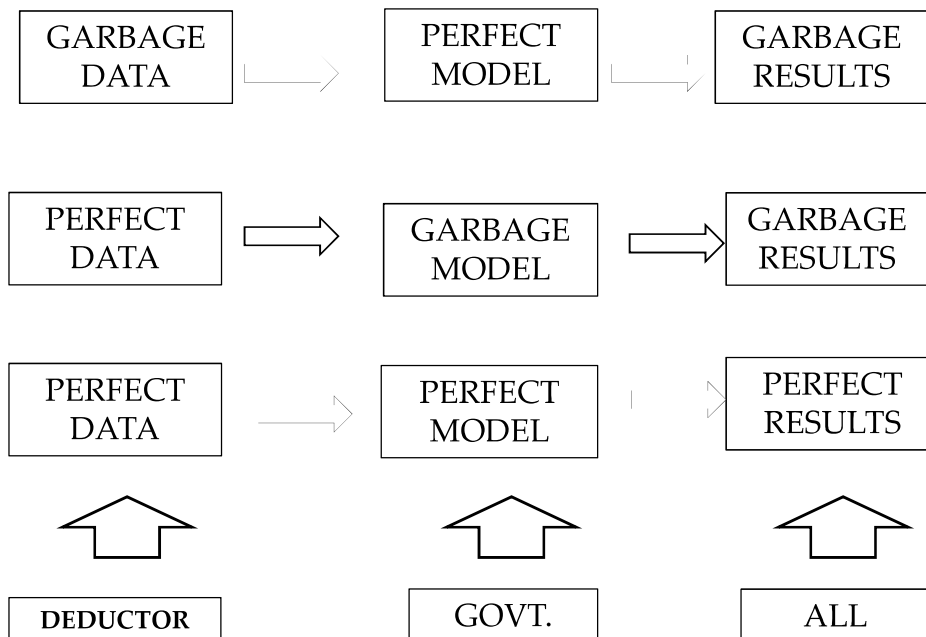 GARBAGE
DATA
PERFECT
MODEL
GARBAGE
RESULTS
PERFECT
DATA
GARBAGE
MODEL
GARBAGE
RESULTS
PERFECT
DATA
PERFECT
MODEL
PERFECT
RESULTS
DEDUCTOR
GOVT.
ALL